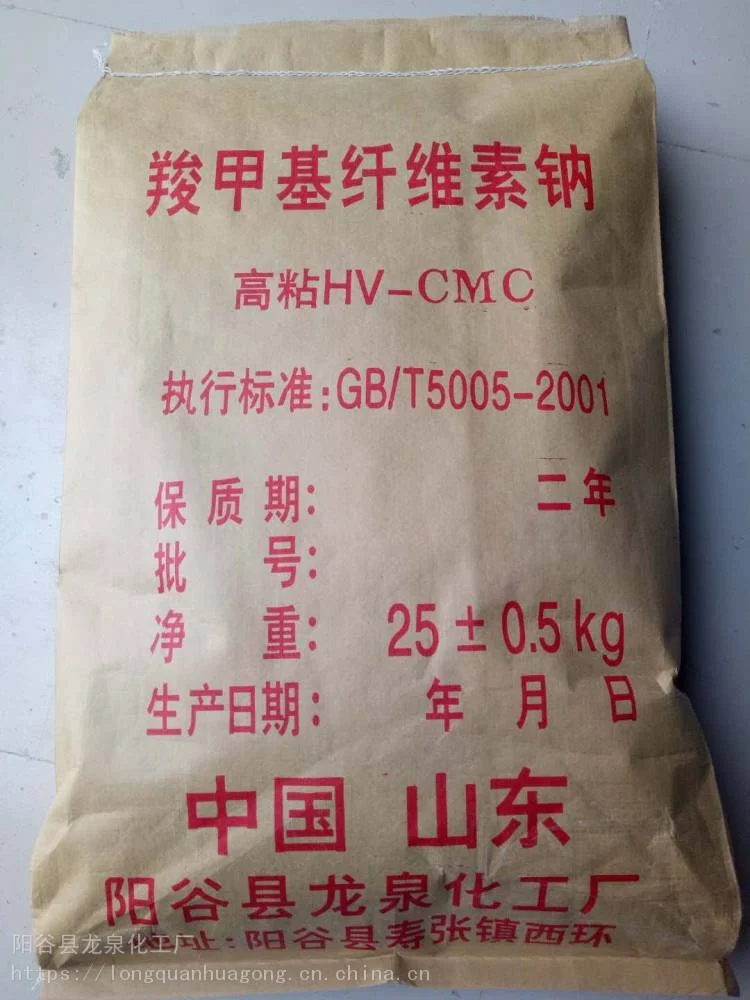 羧甲基纤维素钠
高粘HV-CMC
执行标准:GB/T5005-2001
保质期: 二年
批号:
净重: 25±0.5kg
生产日期: 年 月 日
中国 山东
阳谷县龙泉化工厂
地址:阳谷县寿张镇西环
阳谷县龙泉化工厂
https://longquanhuagong.cn.china.cn